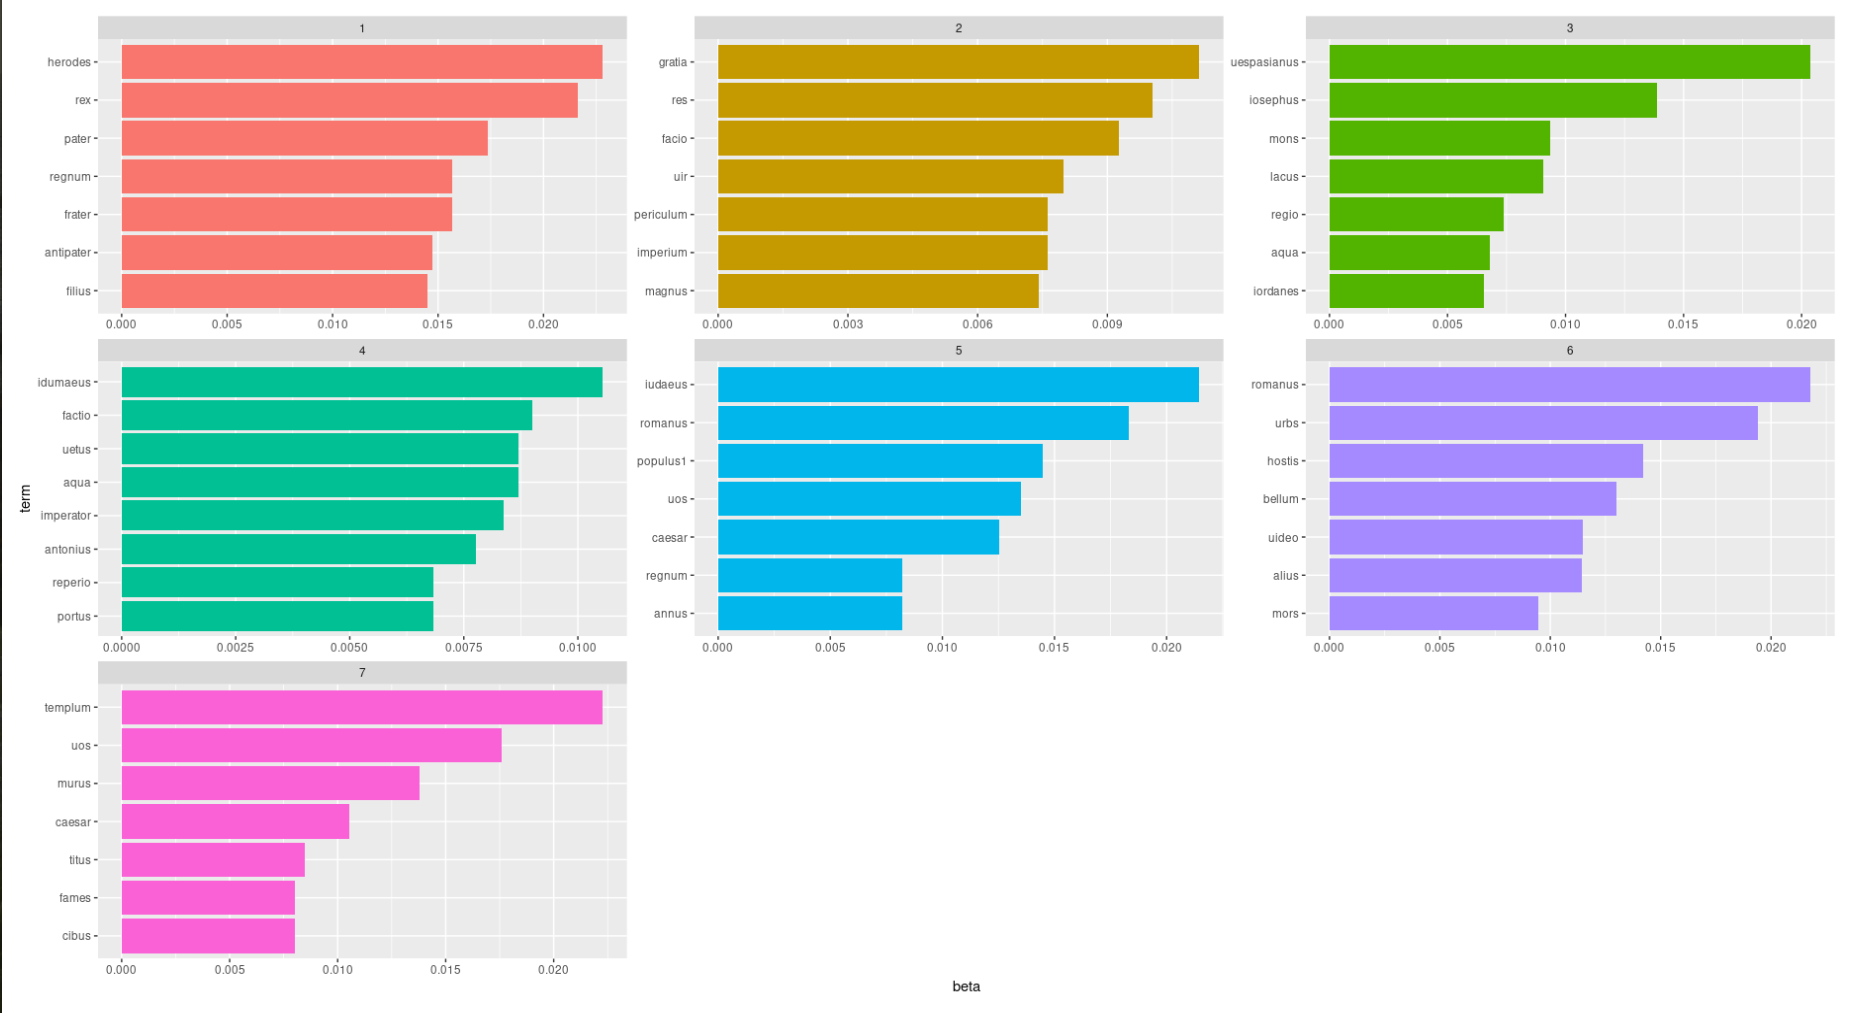 1
herodes
rex
pater
regnum
frater
antipater
filius
0.000 0.005 0.010 0.015 0.020
2
gratia
res
facio
uir
periculum
imperium
magnus
0.000 0.003 0.006 0.009
3
uespasianus
iosephus
mons
lacus
regio
aqua
iordanes
0.000 0.005 0.010 0.015 0.020
4
idumaeus
factio
uetus
aqua
imperator
antonius
reperio
portus
0.0000 0.0025 0.0050 0.0075 0.0100
5
iudaeus
romanus
populus1
uos
caesar
regnum
annus
0.000 0.005 0.010 0.015 0.020
6
romanus
urbs
hostis
bellum
uideo
alius
mors
0.000 0.005 0.010 0.015 0.020
7
templum
uos
murus
caesar
titus
fames
cibus
0.000 0.005 0.010 0.015 0.020
term
beta